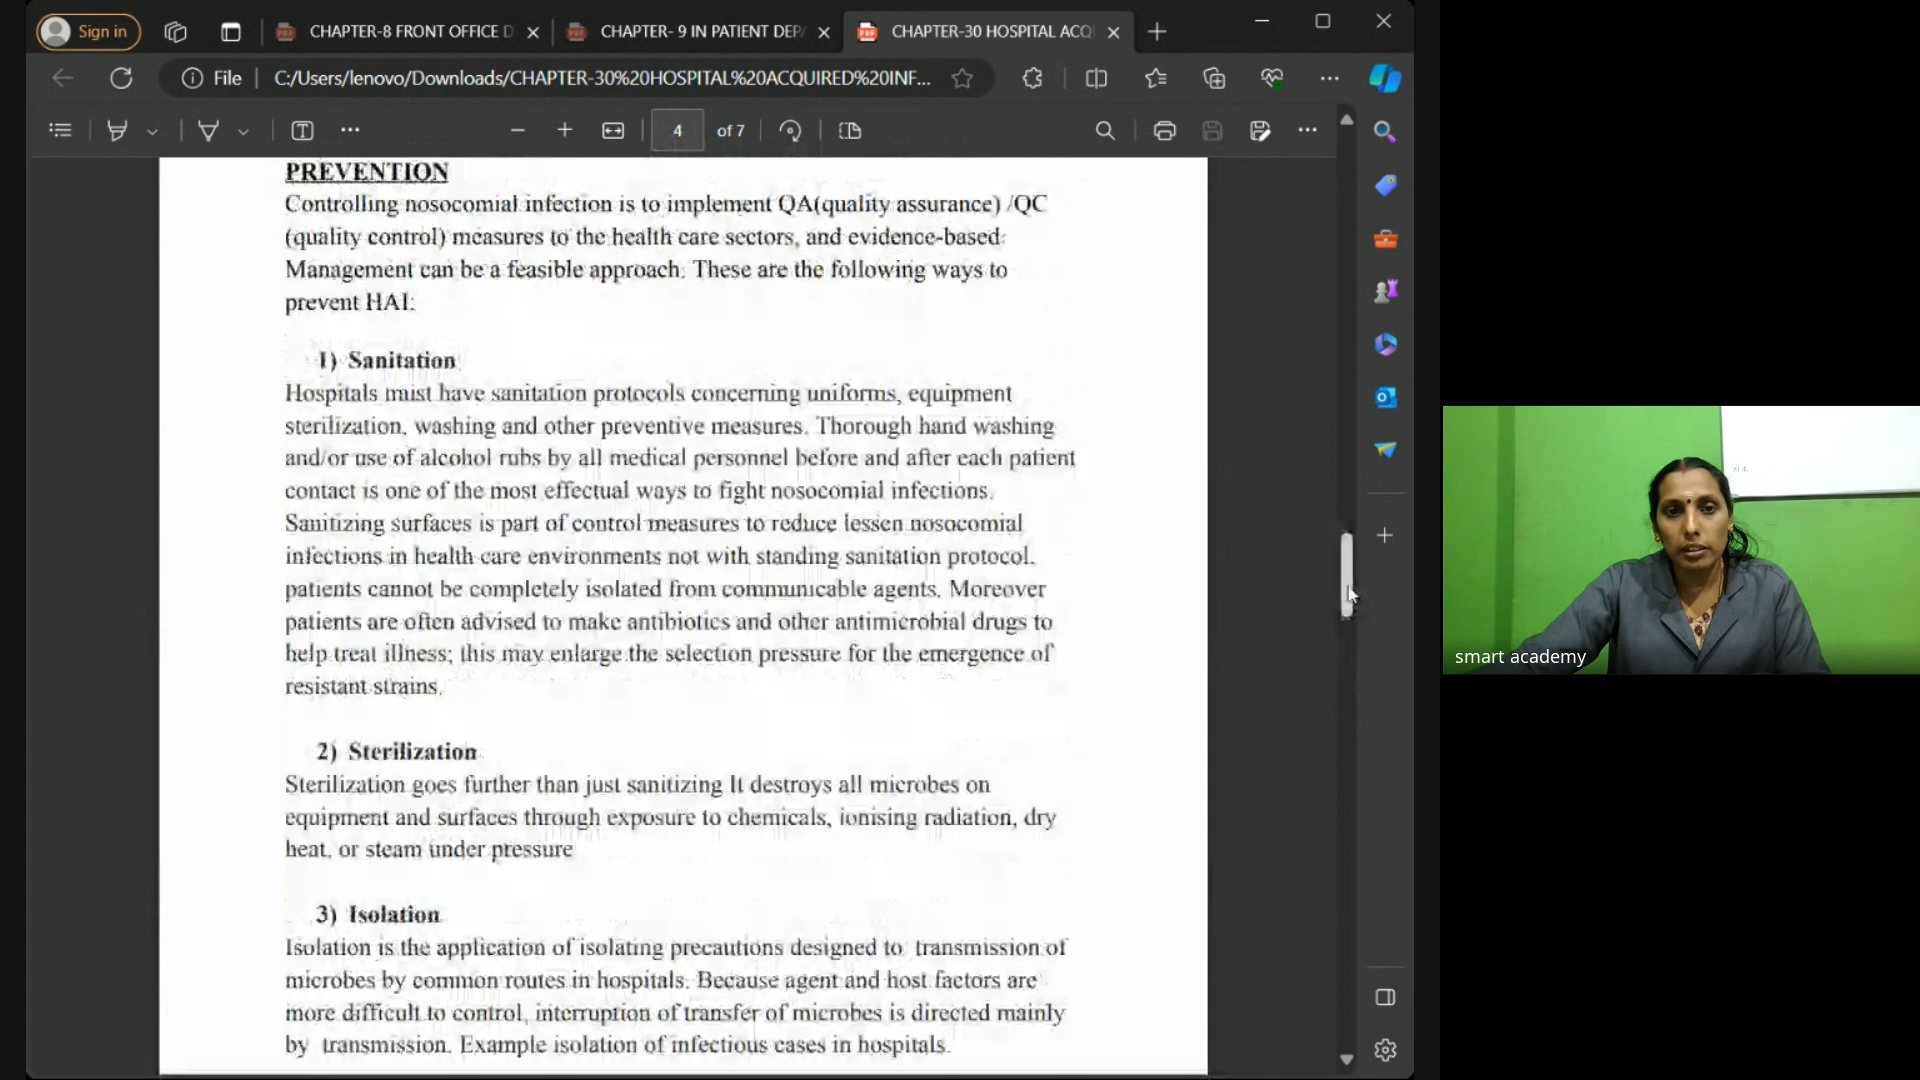 Sign in
CHAPTER-8 FRONT OFFICE D
CHAPTER- 9 IN PATIENT DEPA
CHAPTER-30 HOSPITAL ACQ
File
C:/Users/lenovo/Downloads/CHAPTER-30%20HOSPITAL%20ACQUIRED%20INF...
4 of 7
PREVENTION
Controlling nosocomial infection is to implement QA(quality assurance) /QC
(quality control) measures to the health care sectors, and evidence-based
Management can be a feasible approach. These are the following ways to
prevent HAI:
1) Sanitation
Hospitals must have sanitation protocols concerning uniforms, equipment
sterilization, washing and other preventive measures. Thorough hand washing
and/or use of alcohol rubs by all medical personnel before and after each patient
contact is one of the most effectual ways to fight nosocomial infections.
Sanitizing surfaces is part of control measures to reduce lessen nosocomial
infections in health care environments not with standing sanitation protocol.
patients cannot be completely isolated from communicable agents. Moreover
patients are often advised to make antibiotics and other antimicrobial drugs to
help treat illness; this may enlarge the selection pressure for the emergence of
resistant strains.
2) Sterilization
Sterilization goes further than just sanitizing It destroys all microbes on
equipment and surfaces through exposure to chemicals, ionising radiation, dry
heat, or steam under pressure
3) Isolation
Isolation is the application of isolating precautions designed to transmission of
microbes by common routes in hospitals. Because agent and host factors are
more difficult to control, interruption of transfer of microbes is directed mainly
by transmission. Example isolation of infectious cases in hospitals.
smart academy